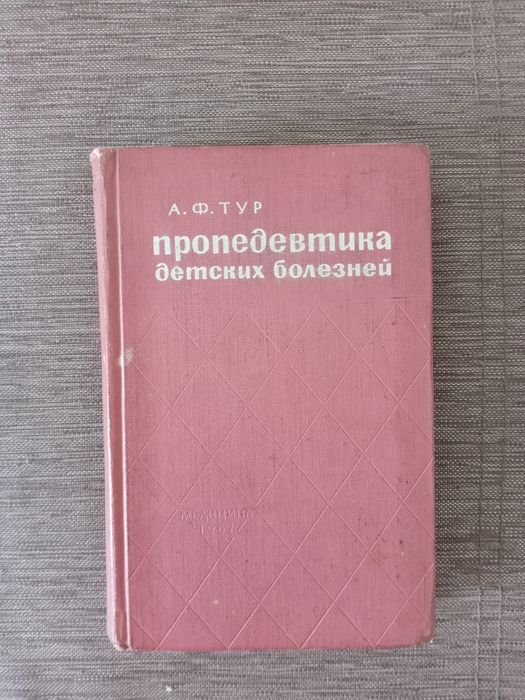 А. Ф. ТУР
пропедевтика
детских болезней
МЕДИЦИНА